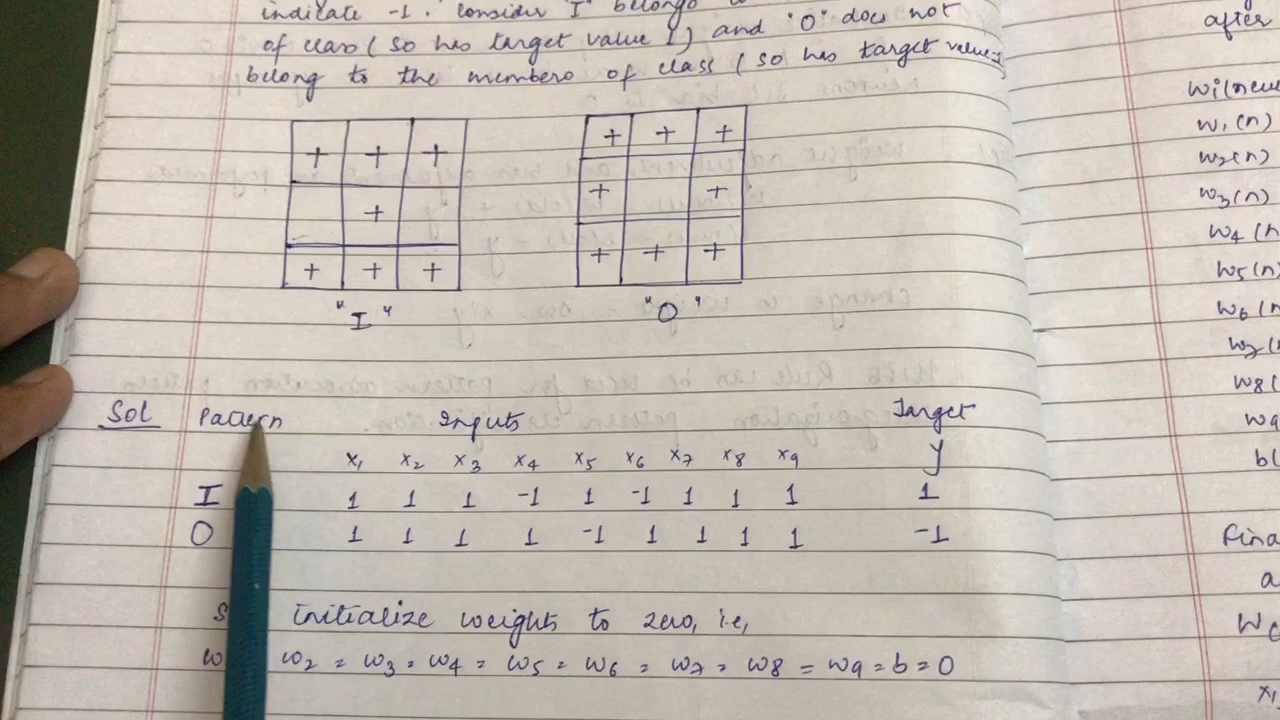 indicate -1. Consider "I" belongs
of class (so has target value 1) and "O" does not
belong to the members of class (so has target value -1
+ + +
+
+ + +
"I"
+ + +
+ +
+ + +
"O"
Sol Pattern Inputs Target
x1 x2 x3 x4 x5 x6 x7 x8 x9 y
I 1 1 1 -1 1 -1 1 1 1 1
O 1 1 1 1 -1 1 1 1 1 -1
initialize weights to zero, i.e,
w2 = w3 = w4 = w5 = w6 = w7 = w8 = w9 = b = 0
after
w1(n)
w2(n)
w3(n)
w4(n
w5(n)
w6(n
w7(n
w8(
w9
b(
Fina
a
x1